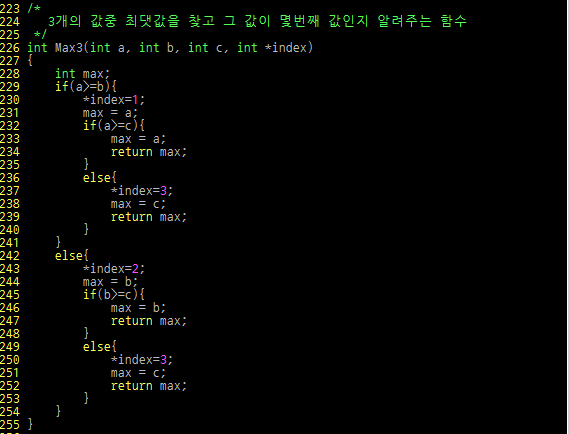 223 /*
224   3개의 값중 최댓값을 찾고 그 값이 몇번째 값인지 알려주는 함수
225  */
226 int Max3(int a, int b, int c, int *index)
227 {
228     int max;
229     if(a>=b){
230         *index=1;
231         max = a;
232         if(a>=c){
233             max = a;
234             return max;
235         }
236         else{
237             *index=3;
238             max = c;
239             return max;
240         }
241     }
242     else{
243         *index=2;
244         max = b;
245         if(b>=c){
246             max = b;
247             return max;
248         }
249         else{
250             *index=3;
251             max = c;
252             return max;
253         }
254     }
255 }